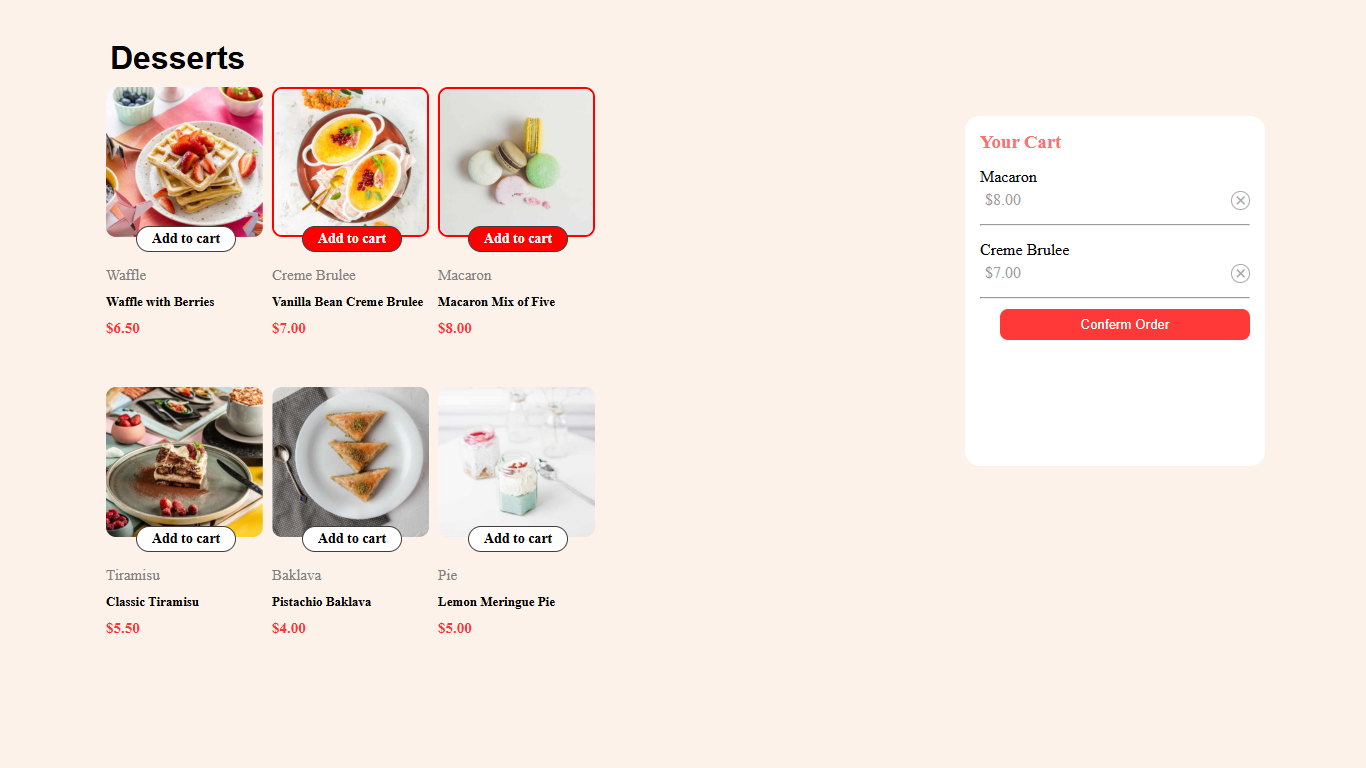 Desserts
Add to cart
Add to cart
Add to cart
Waffle
Creme Brulee
Macaron
Waffle with Berries
Vanilla Bean Creme Brulee
Macaron Mix of Five
$6.50
$7.00
$8.00
Add to cart
Add to cart
Add to cart
Tiramisu
Baklava
Pie
Classic Tiramisu
Pistachio Baklava
Lemon Meringue Pie
$5.50
$4.00
$5.00
Your Cart
Macaron
$8.00
Creme Brulee
$7.00
Conferm Order